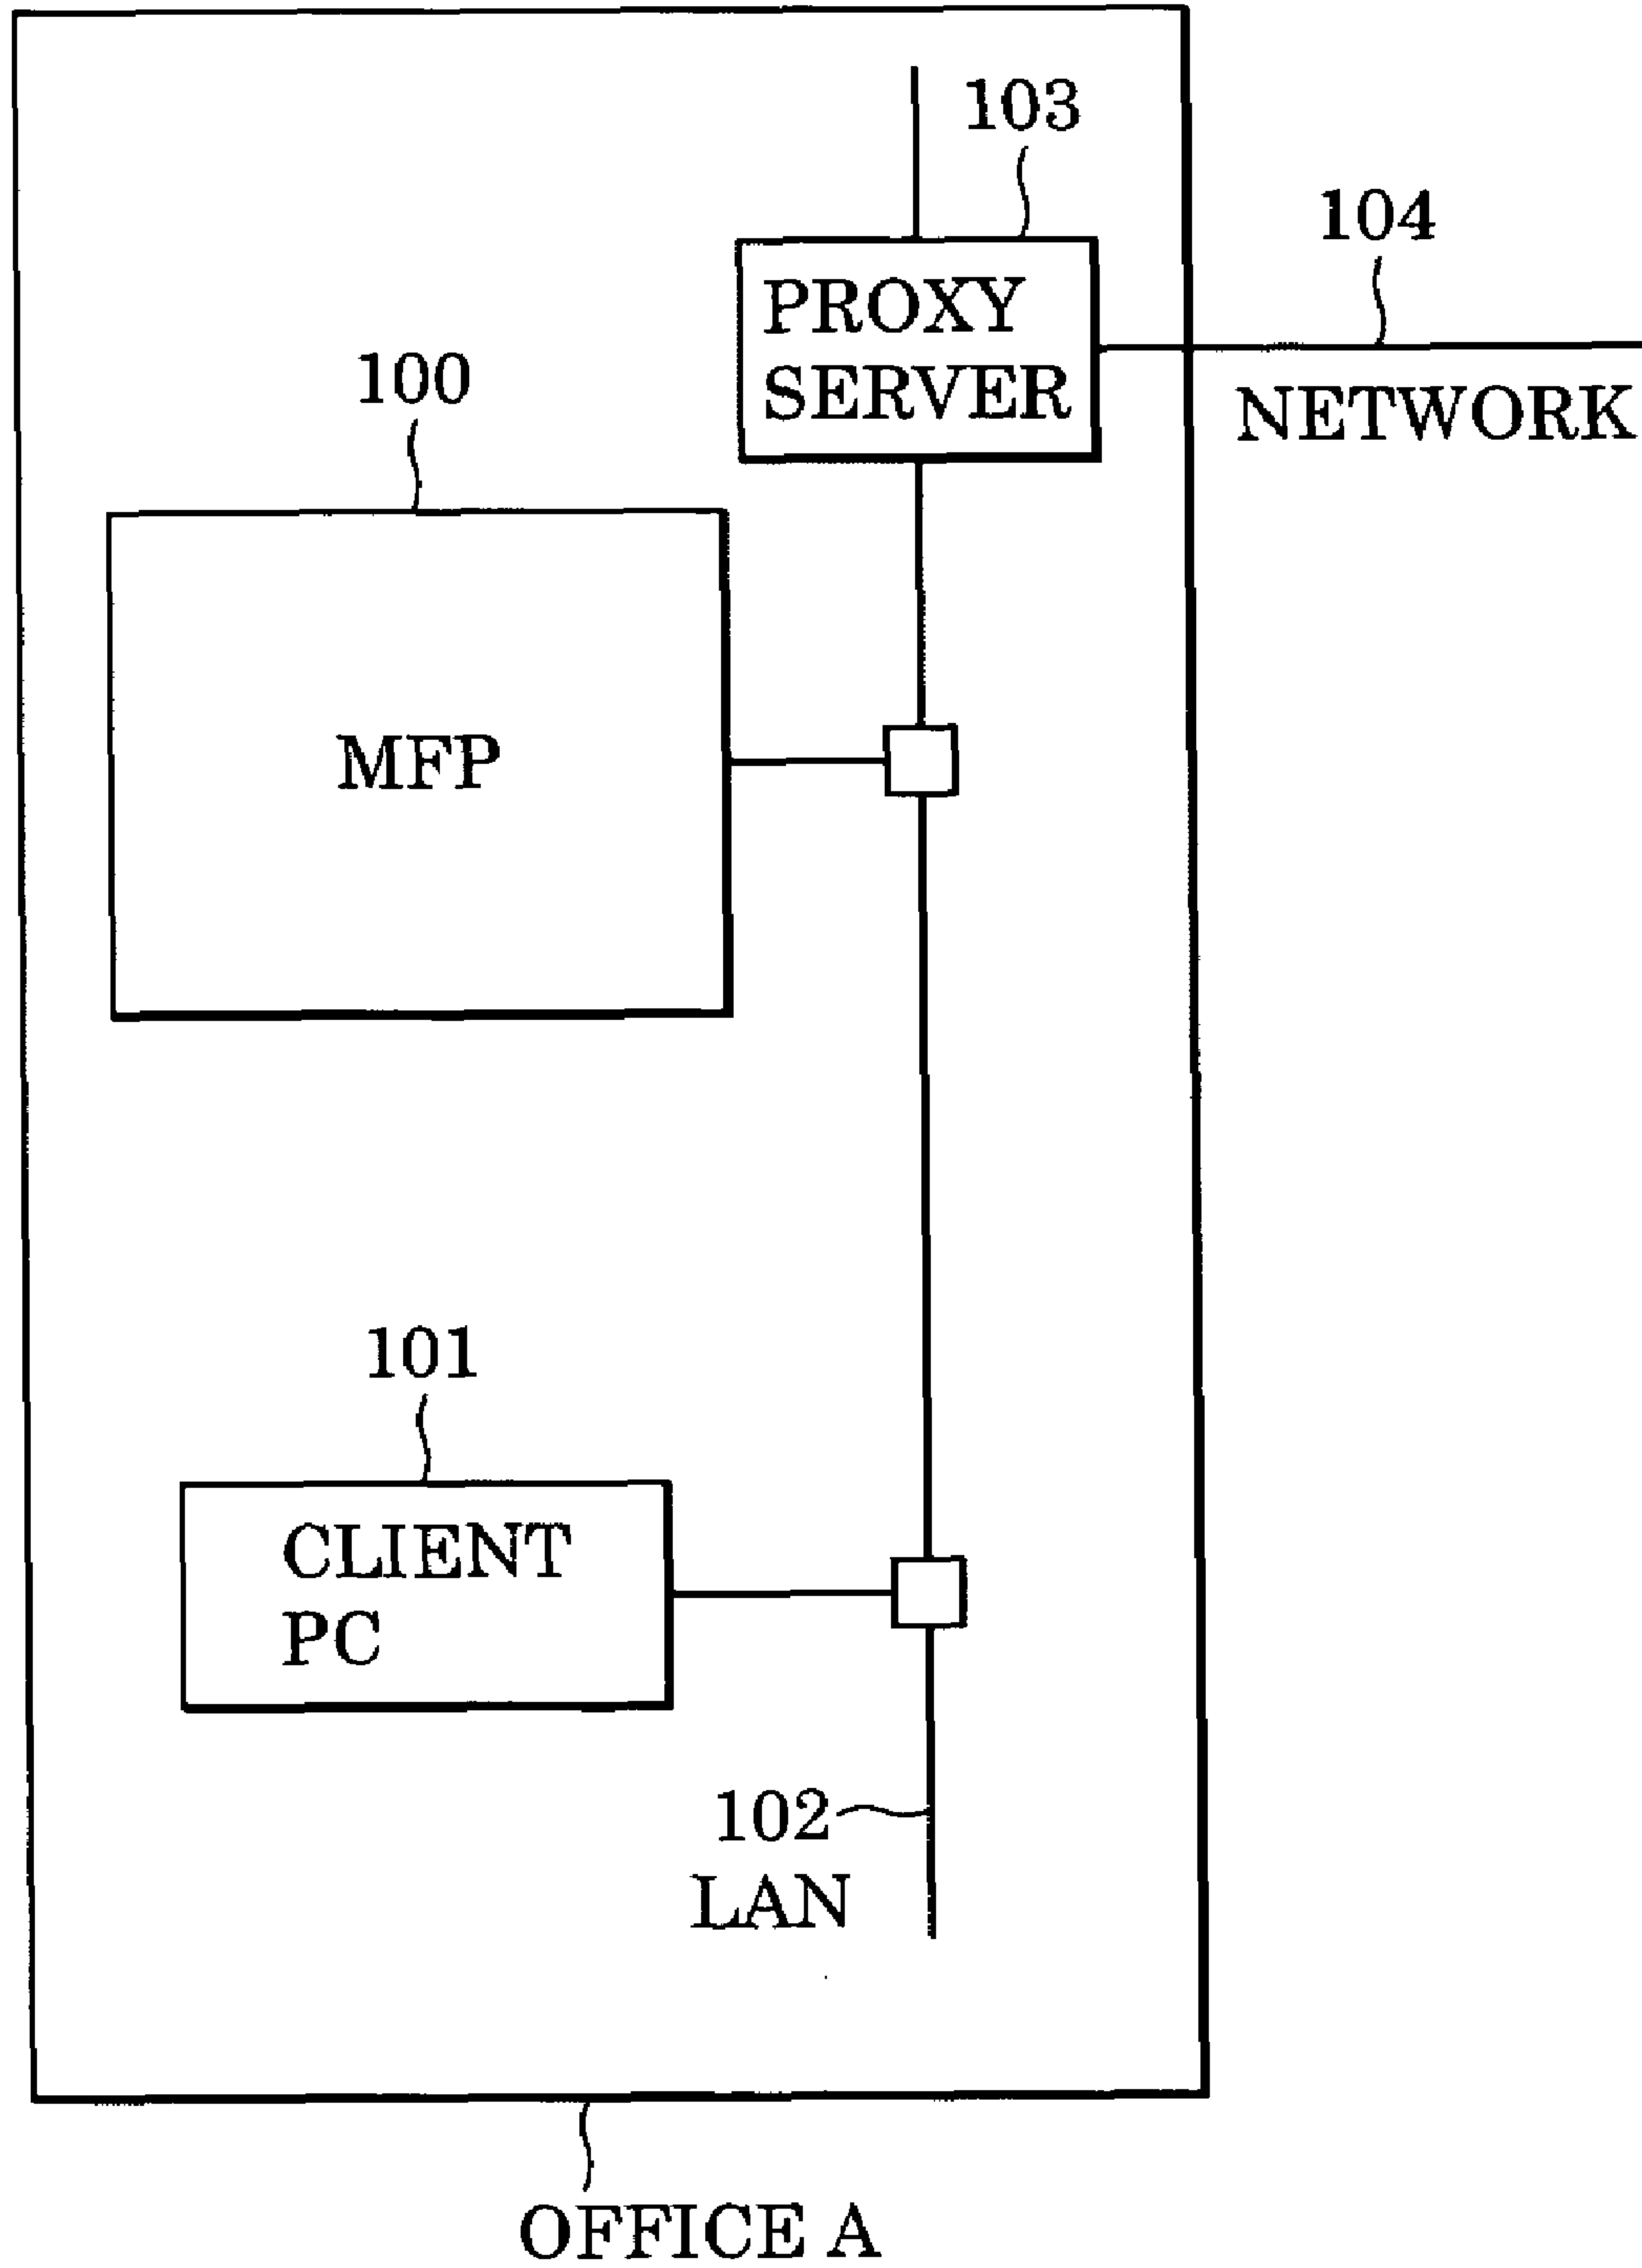 103
PROXY
SERVER
104
NETWORK
100
MFP
101
CLIENT
PC
102
LAN
OFFICE A